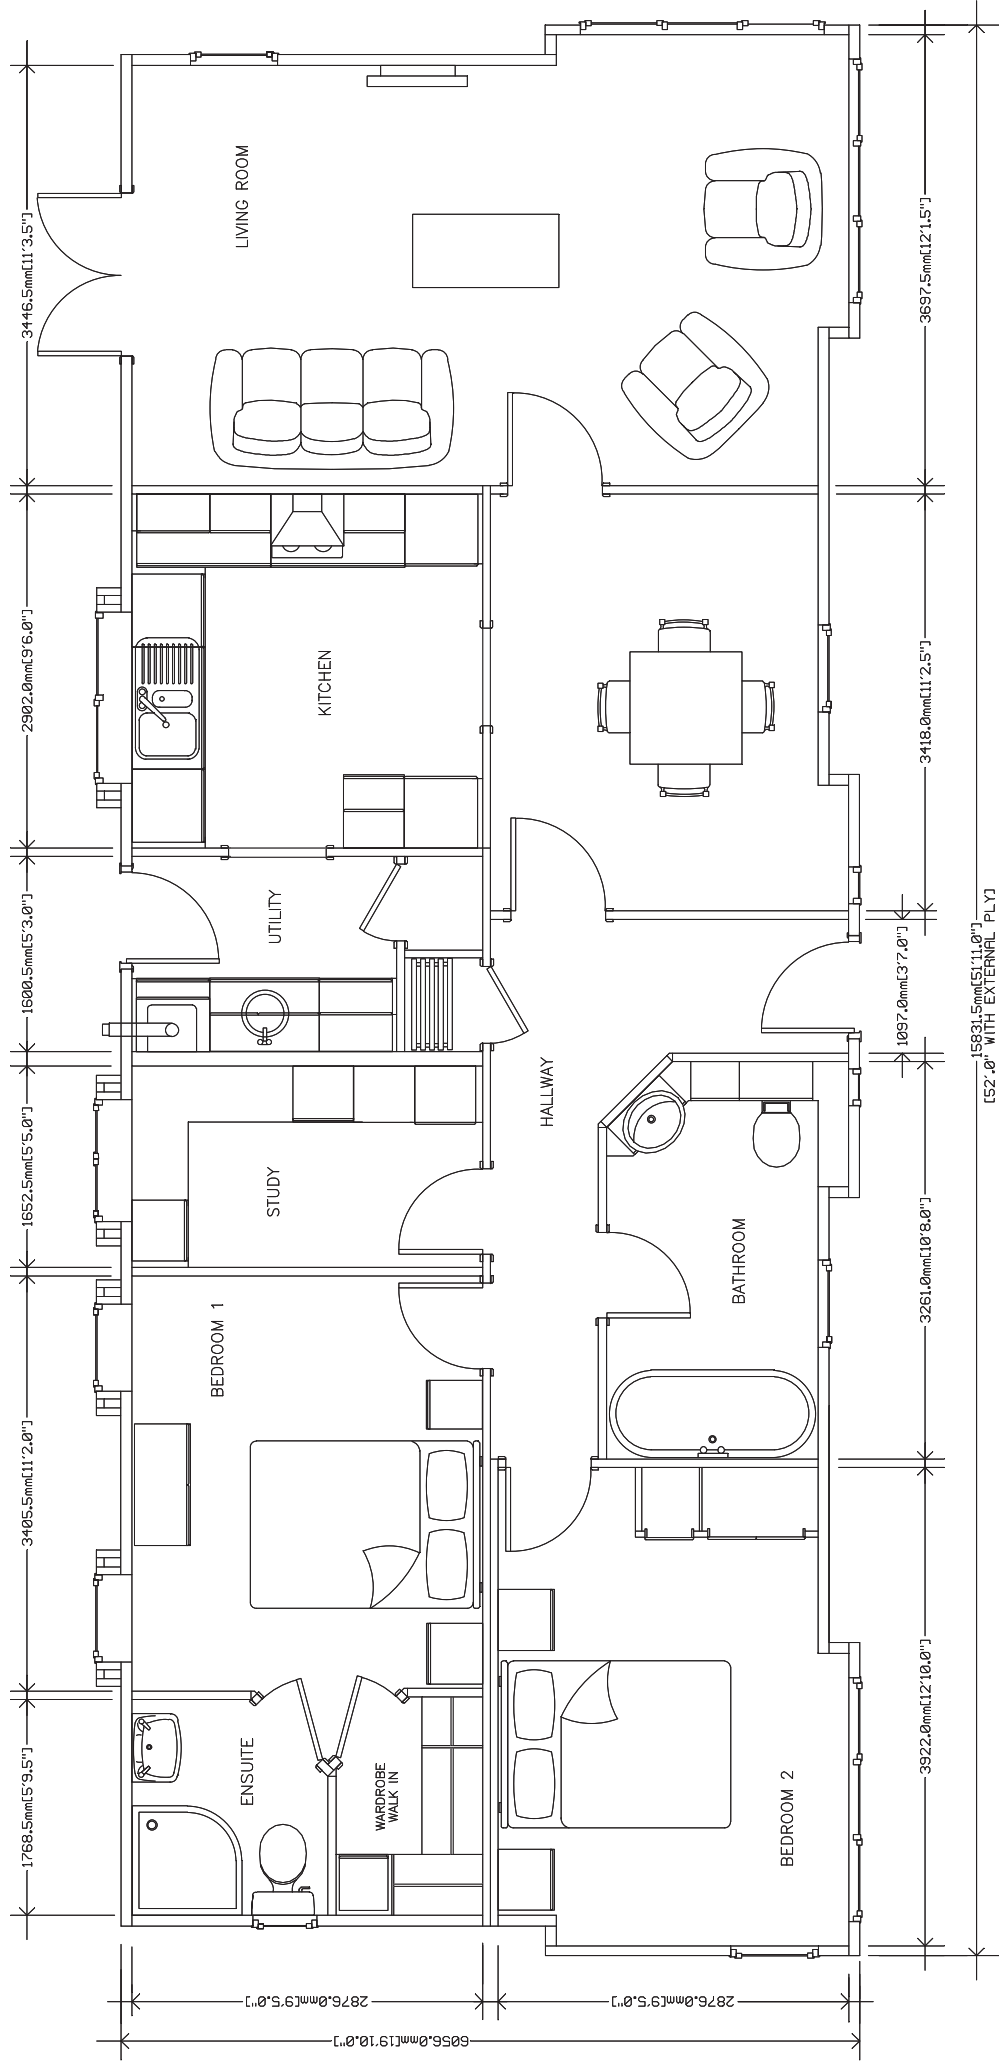 LIVING ROOM
KITCHEN
UTILITY
STUDY
HALLWAY
BATHROOM
BEDROOM 1
ENSUITE
WARDROBE
WALK IN
BEDROOM 2
3446.5mm[11'3.5"]
2902.0mm[9'6.0"]
1600.5mm[5'3.0"]
1652.5mm[5'5.0"]
3405.5mm[11'2.0"]
1768.5mm[5'9.5"]
3697.5mm[12'1.5"]
3418.0mm[11'2.5"]
1097.0mm[3'7.0"]
3261.0mm[10'8.0"]
3922.0mm[12'10.0"]
15831.5mm[51'11.0"]
[52'.0" WITH EXTERNAL PLY]
2876.0mm[9'5.0"]
2876.0mm[9'5.0"]
6056.0mm[19'10.0"]